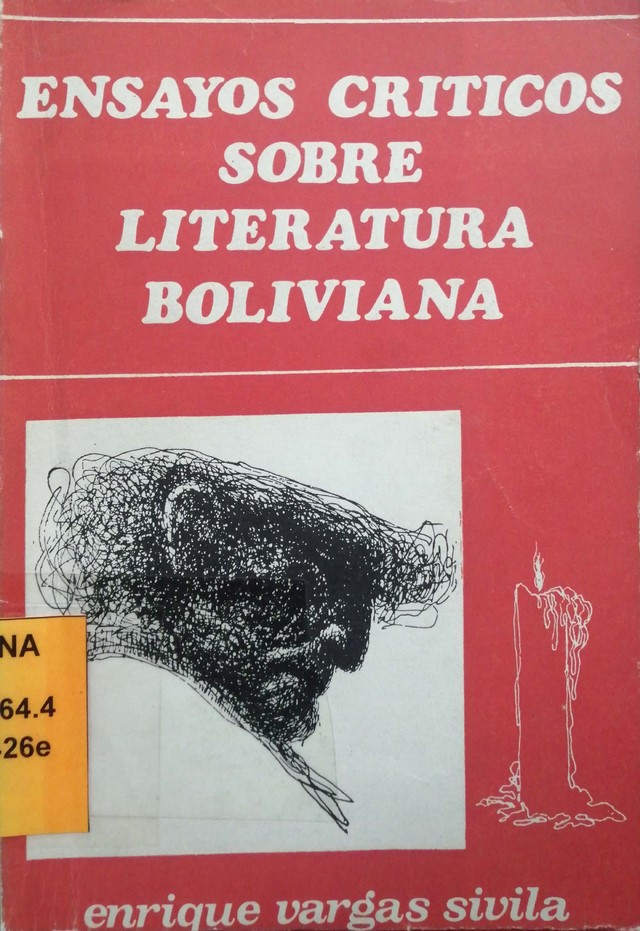 ENSAYOS CRITICOS
SOBRE
LITERATURA
BOLIVIANA
NA
64.4
26e
enrique vargas sivila